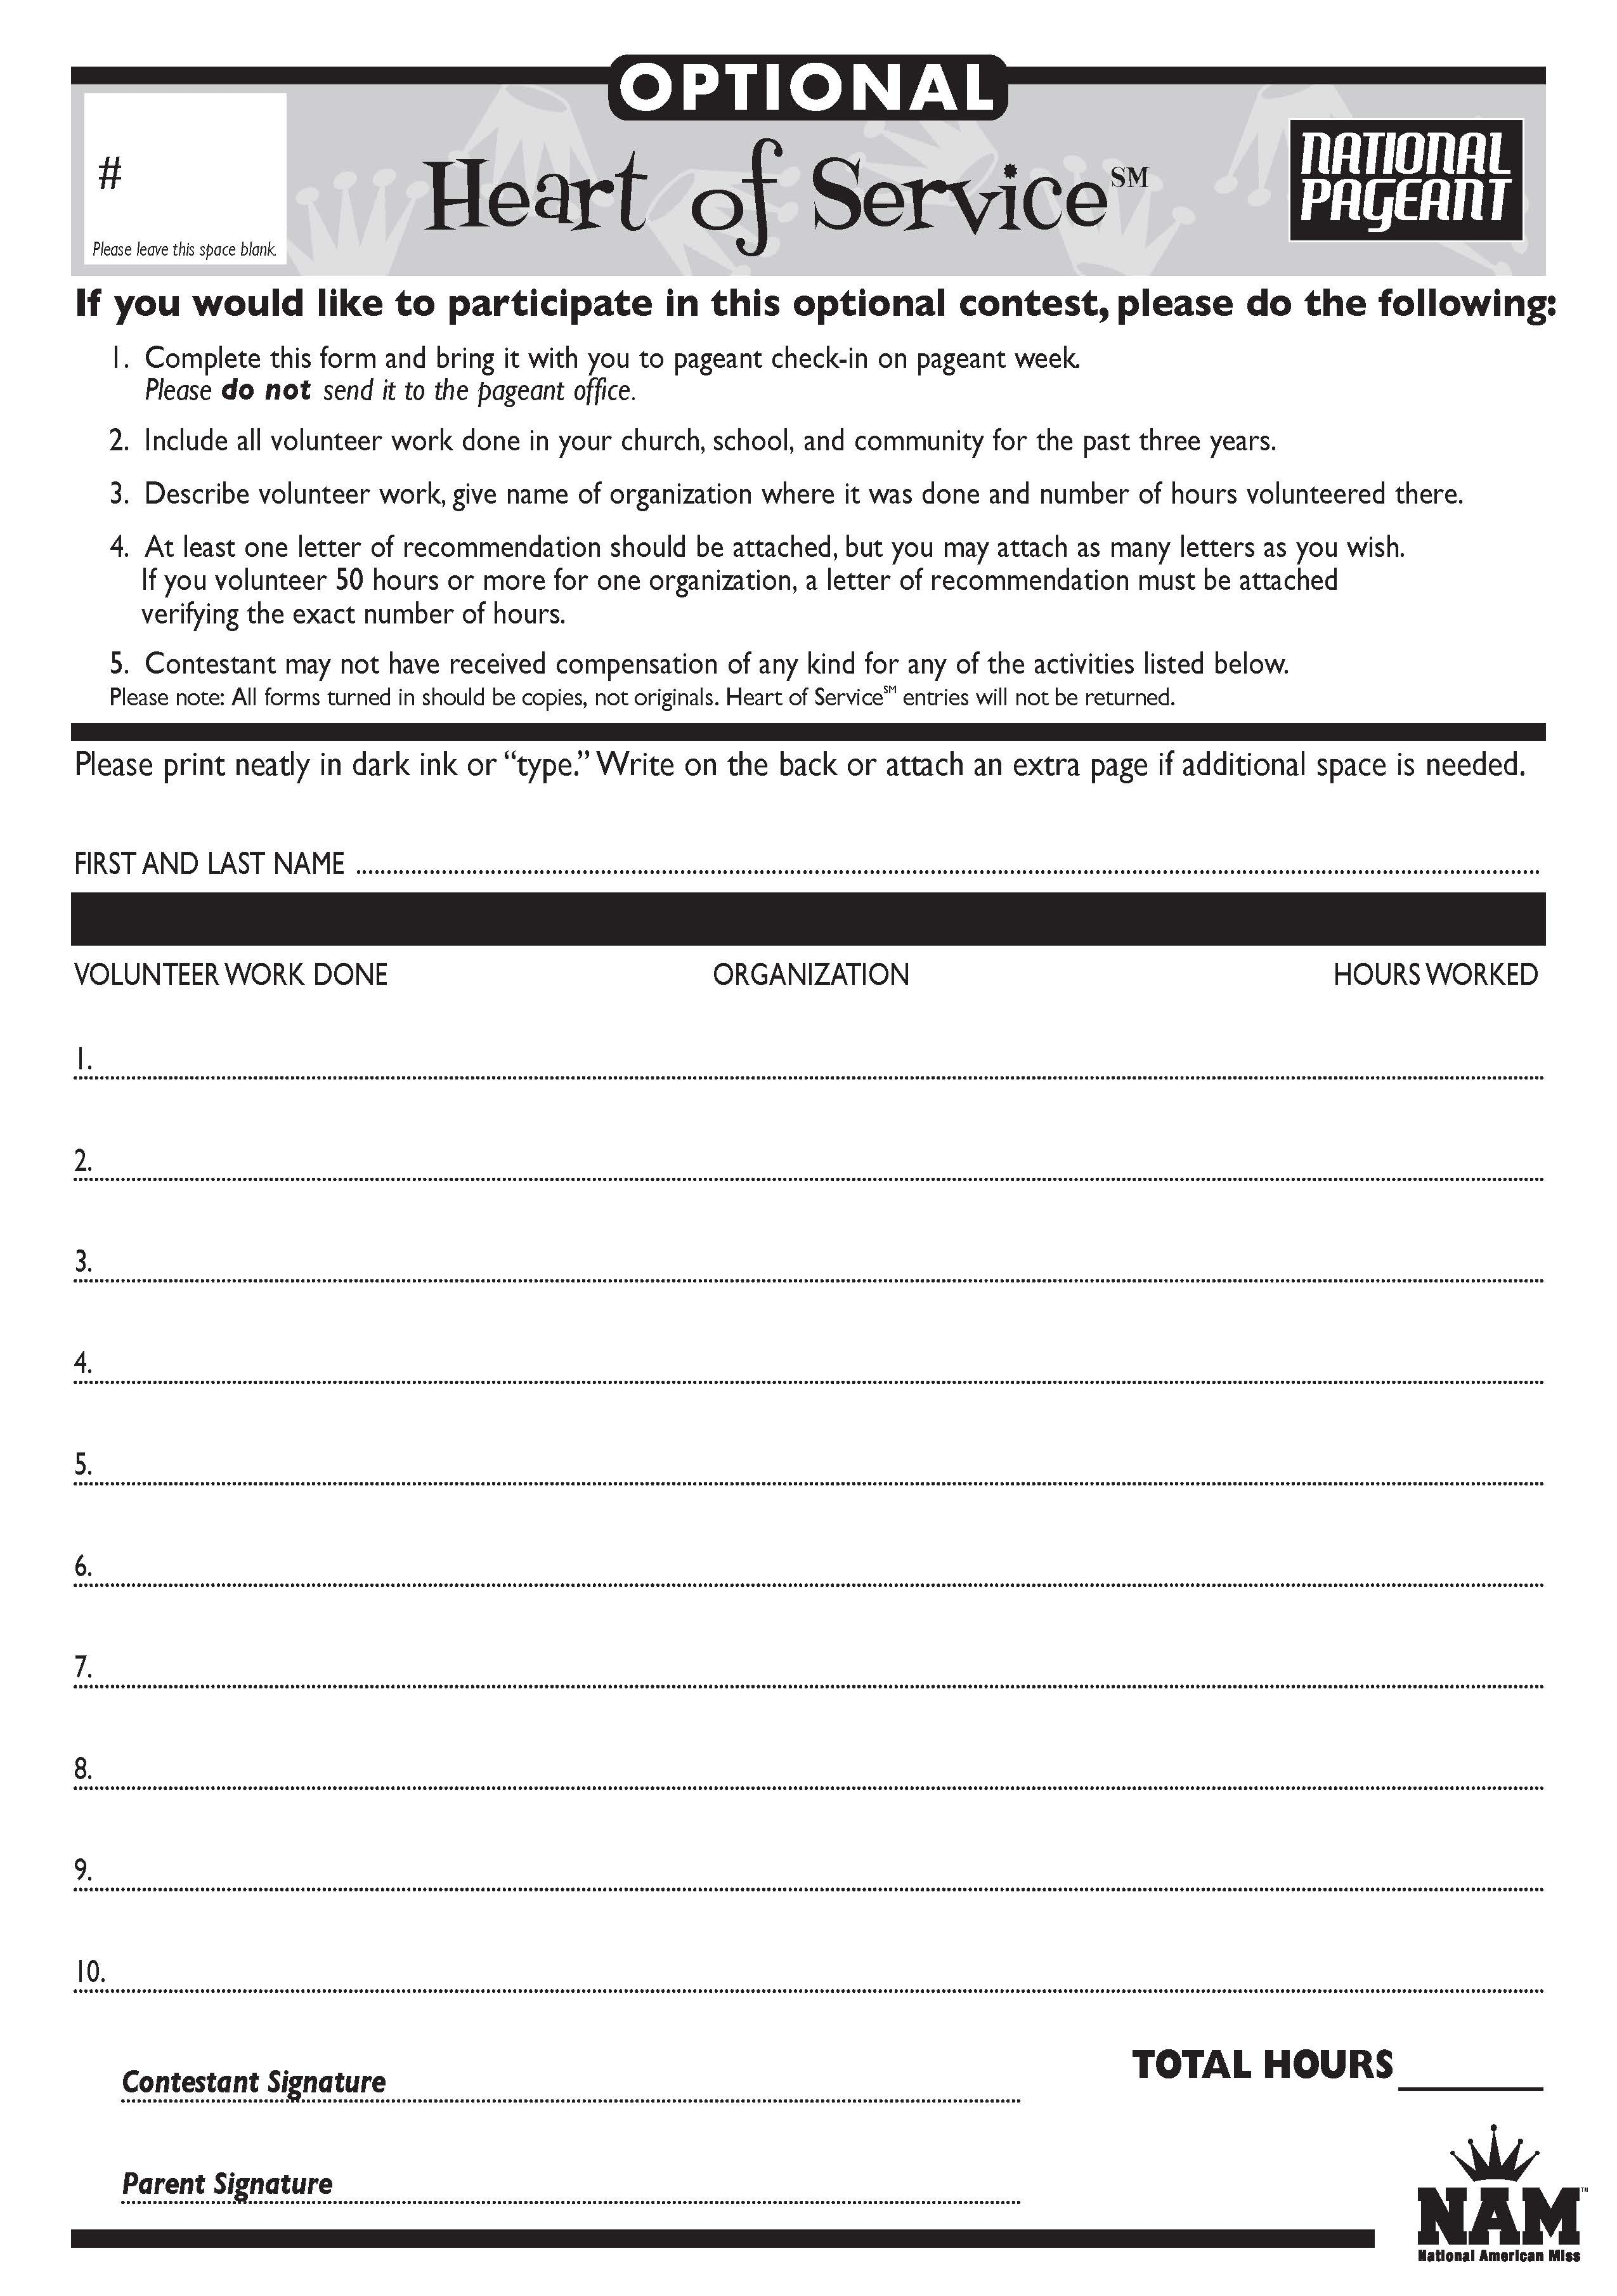 OPTIONAL
#
Please leave this space blank.
Heart of Service℠
NATIONAL
PAGEANT
If you would like to participate in this optional contest, please do the following:
1. Complete this form and bring it with you to pageant check-in on pageant week.
Please do not send it to the pageant office.
2. Include all volunteer work done in your church, school, and community for the past three years.
3. Describe volunteer work, give name of organization where it was done and number of hours volunteered there.
4. At least one letter of recommendation should be attached, but you may attach as many letters as you wish.
If you volunteer 50 hours or more for one organization, a letter of recommendation must be attached
verifying the exact number of hours.
5. Contestant may not have received compensation of any kind for any of the activities listed below.
Please note: All forms turned in should be copies, not originals. Heart of Service℠ entries will not be returned.
Please print neatly in dark ink or “type.” Write on the back or attach an extra page if additional space is needed.
FIRST AND LAST NAME
VOLUNTEER WORK DONE ORGANIZATION HOURS WORKED
1.
2.
3.
4.
5.
6.
7.
8.
9.
10.
TOTAL HOURS
Contestant Signature
Parent Signature
NAM™
National American Miss